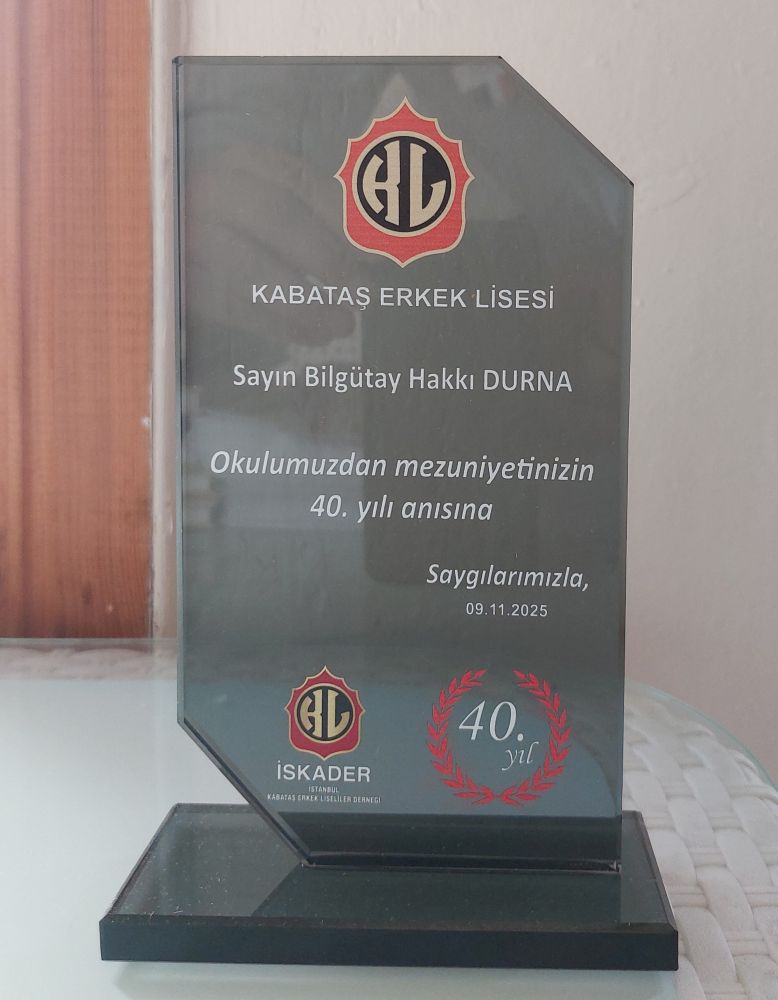 KL
KABATAŞ ERKEK LİSESİ
Sayın Bilgütay Hakkı DURNA
Okulumuzdan mezuniyetinizin
40. yılı anısına
Saygılarımızla,
09.11.2025
KL
İSKADER
İSTANBUL
KABATAŞ ERKEK LİSELİLER DERNEĞİ
40.
yıl